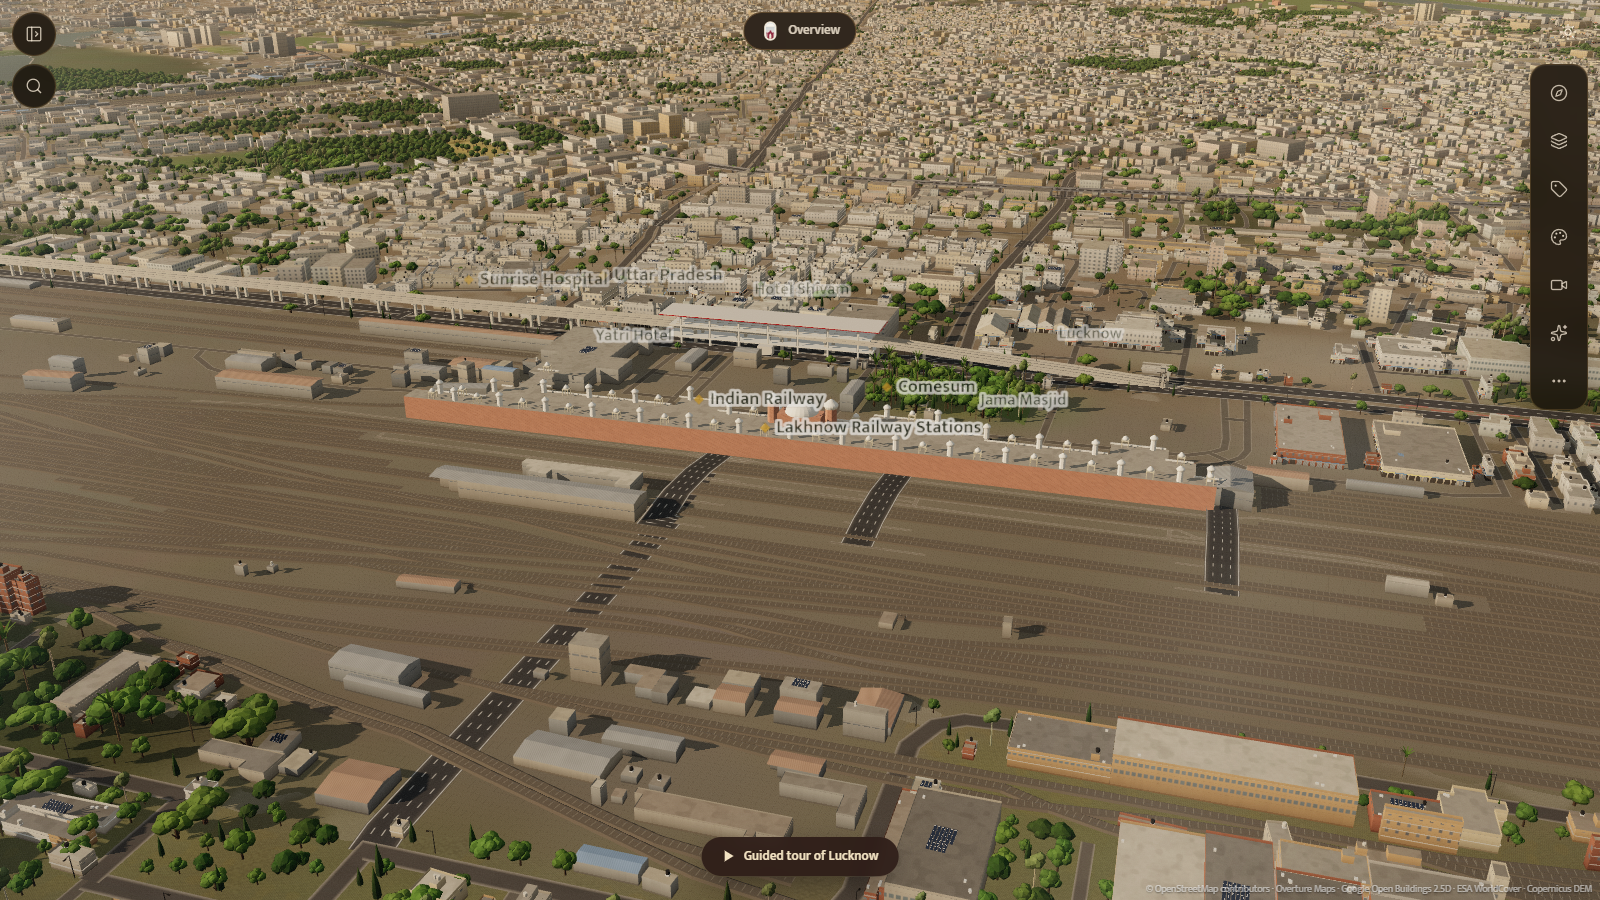 Overview
Sunrise Hospital
Uttar Pradesh
Hotel Shivam
Yatri Hotel
Lucknow
Comesum
Indian Railway
Jama Masjid
Lakhnow Railway Stations
Guided tour of Lucknow
© OpenStreetMap contributors · Overture Maps · Google Open Buildings 2.5D · ESA WorldCover · Copernicus DEM